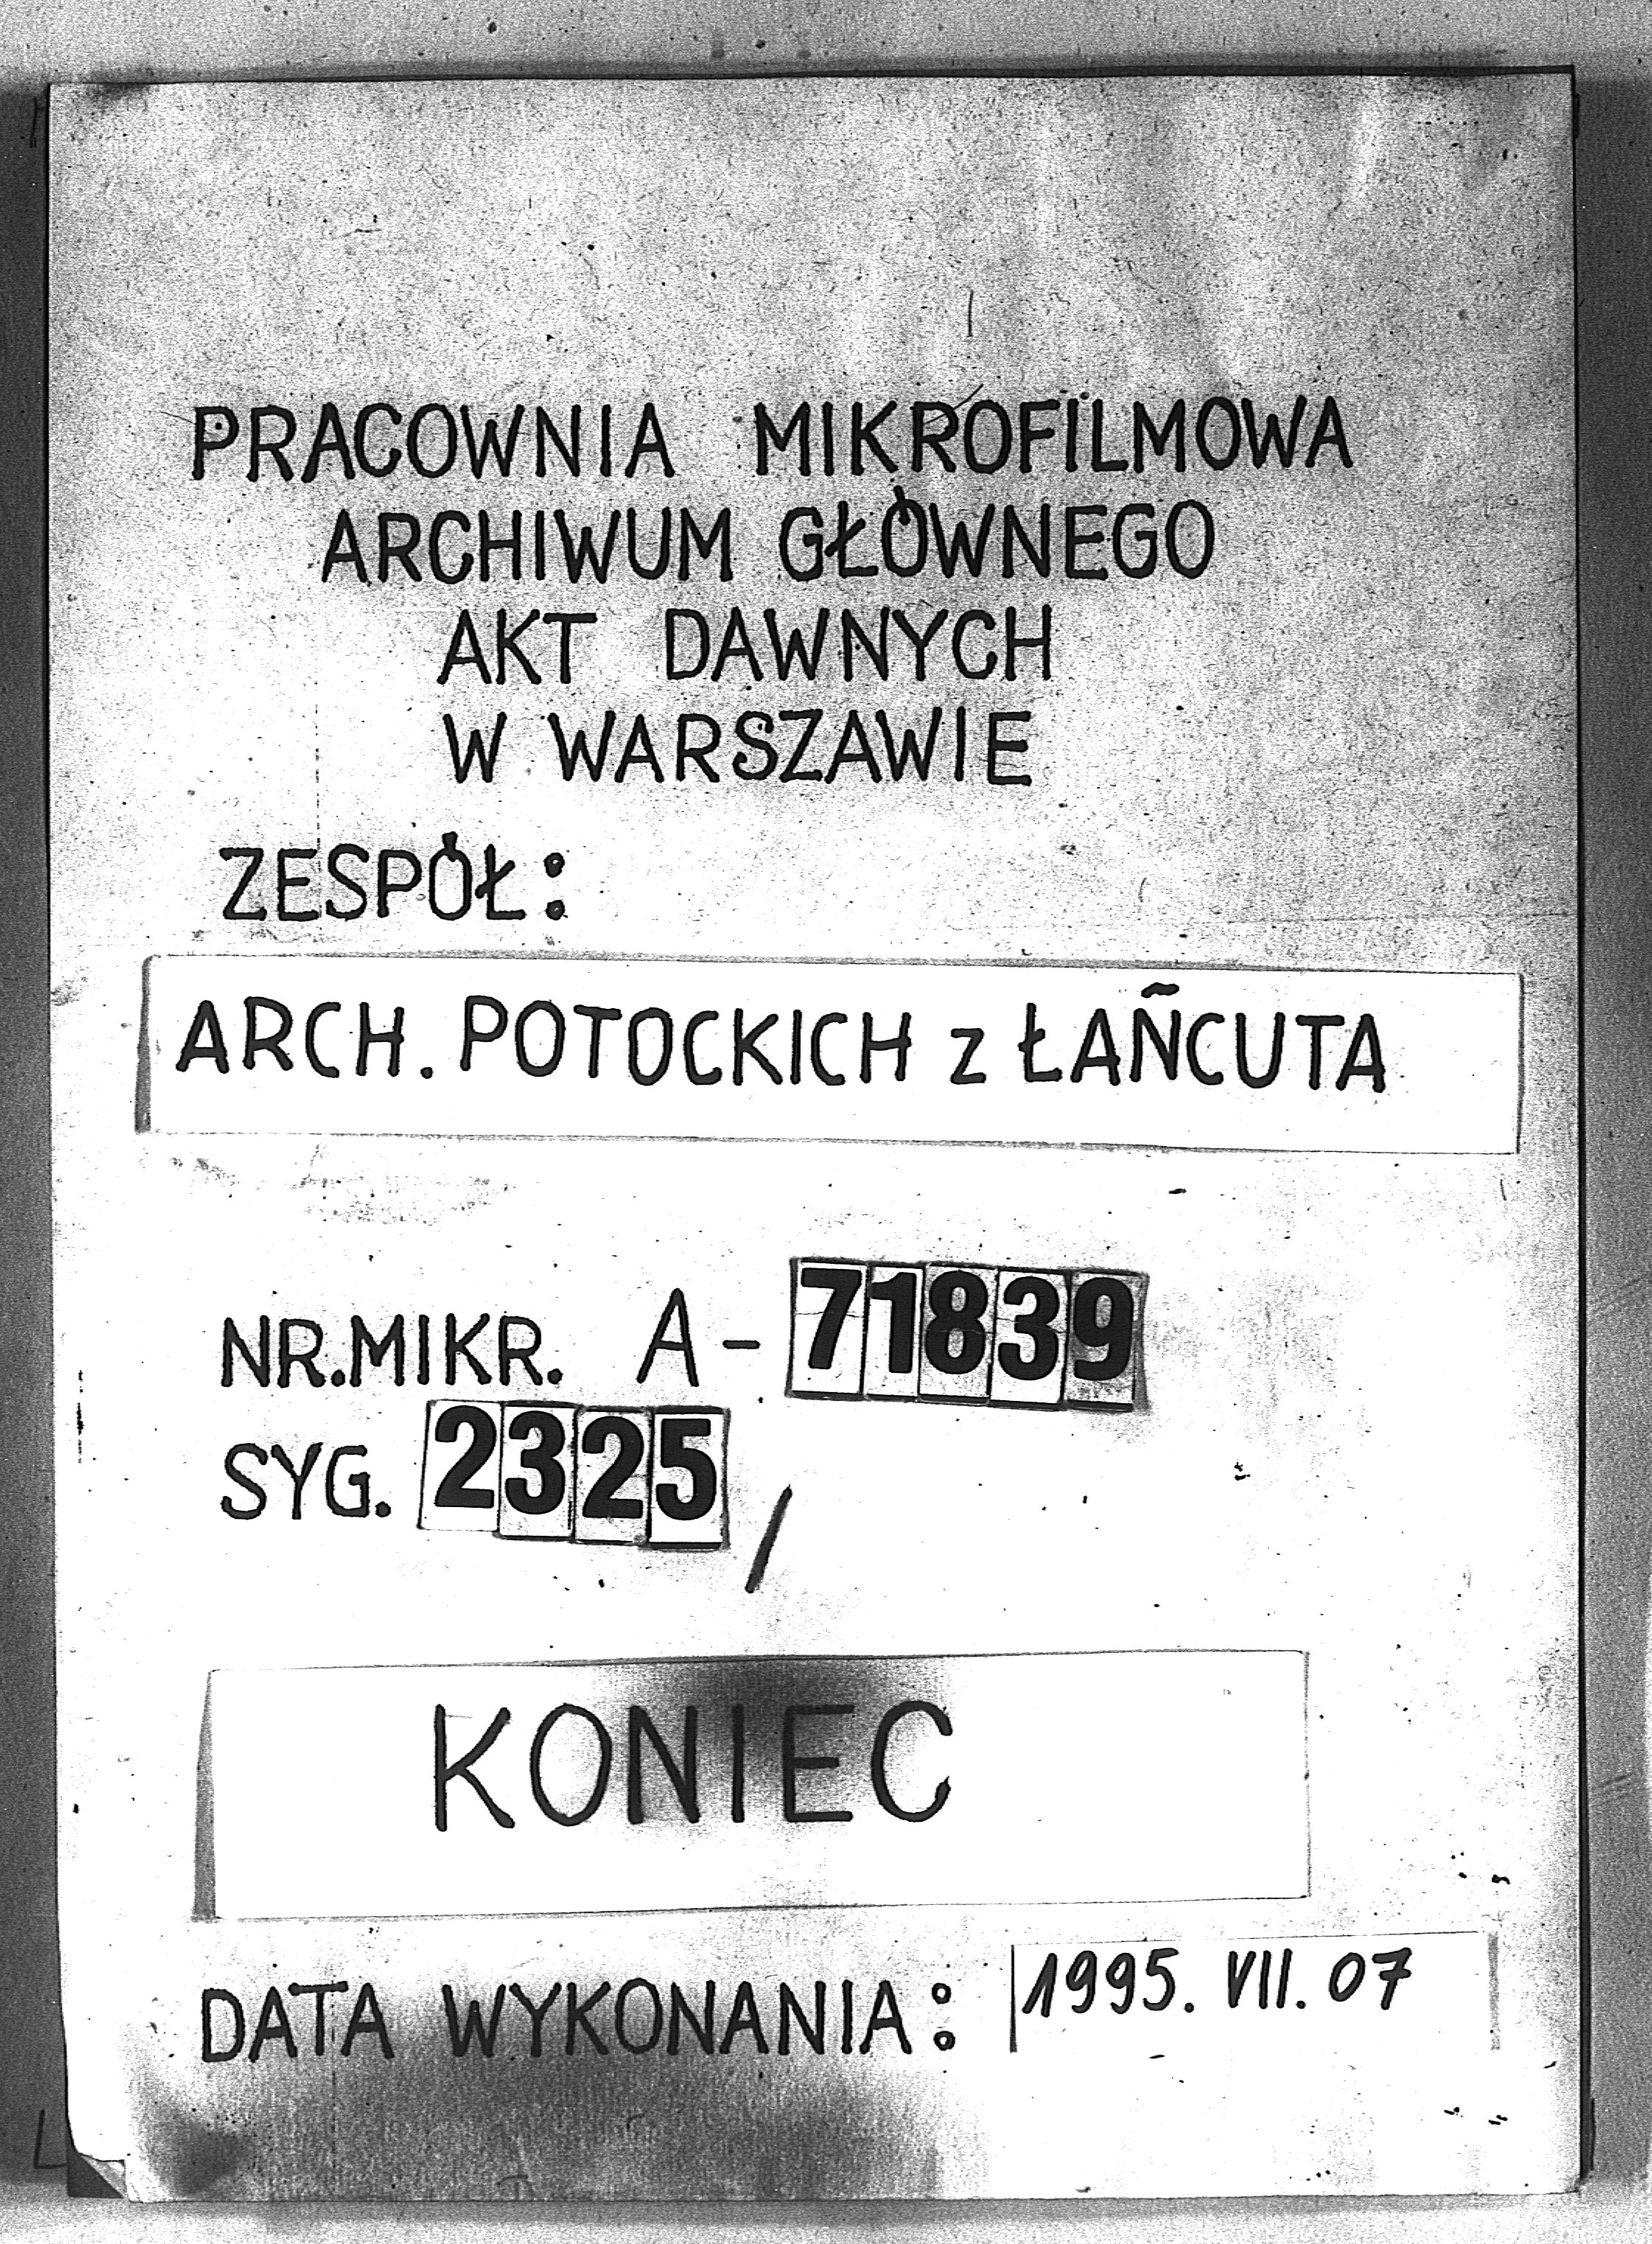 PRACOWNIA MIKROFILMOWA
ARCHIWUM GŁÓWNEGO
AKT DAWNYCH
W WARSZAWIE
ZESPÓŁ:
ARCH. POTOCKICH z ŁAŃCUTA
NR.MIKR. A-71839
SYG. 2325/
KONIEC
DATA WYKONANIA: 1995. VII. 07